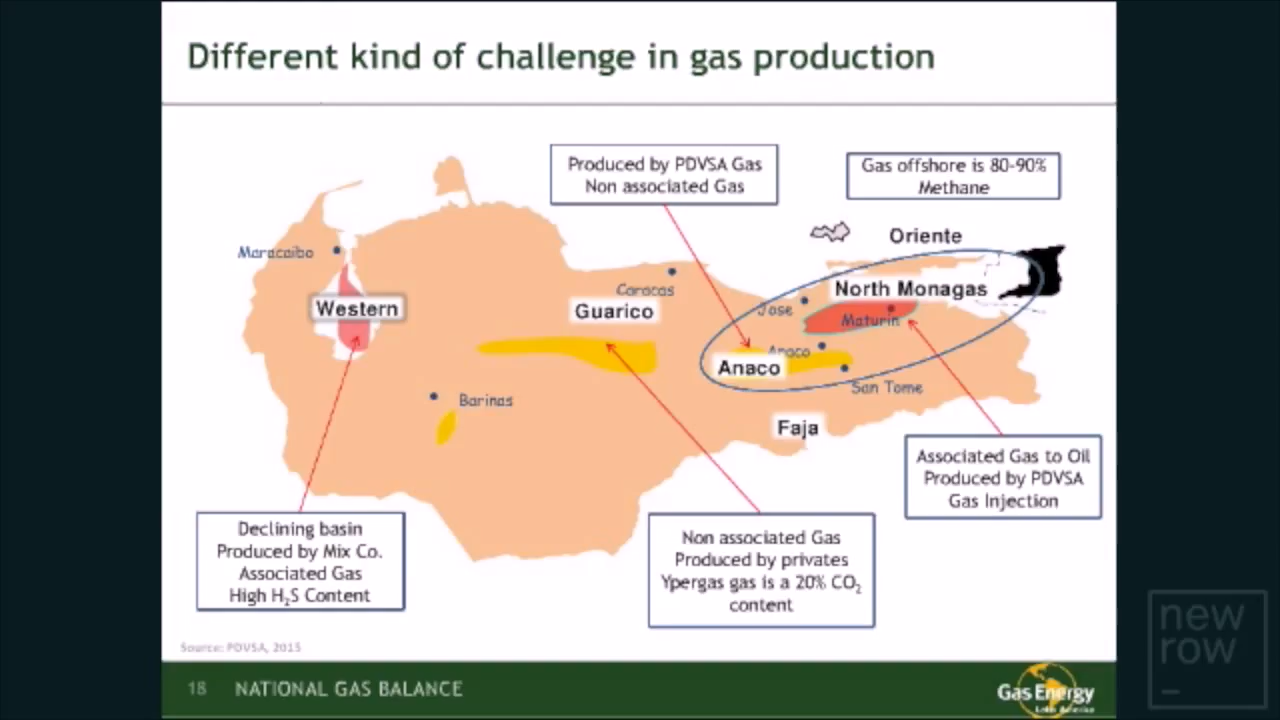 Different kind of challenge in gas production
Produced by PDVSA Gas
Non associated Gas
Gas offshore is 80-90%
Methane
Oriente
Maracaibo
Caracas
Jose
North Monagas
Western
Guarico
Maturin
Anaco
Anaco
San Tome
Barinas
Faja
Associated Gas to Oil
Produced by PDVSA
Gas Injection
Declining basin
Produced by Mix Co.
Associated Gas
High H₂S Content
Non associated Gas
Produced by privates
Ypergas gas is a 20% CO₂
content
Source: PDVSA, 2015
18 NATIONAL GAS BALANCE
Gas Energy
Latin America
new
row